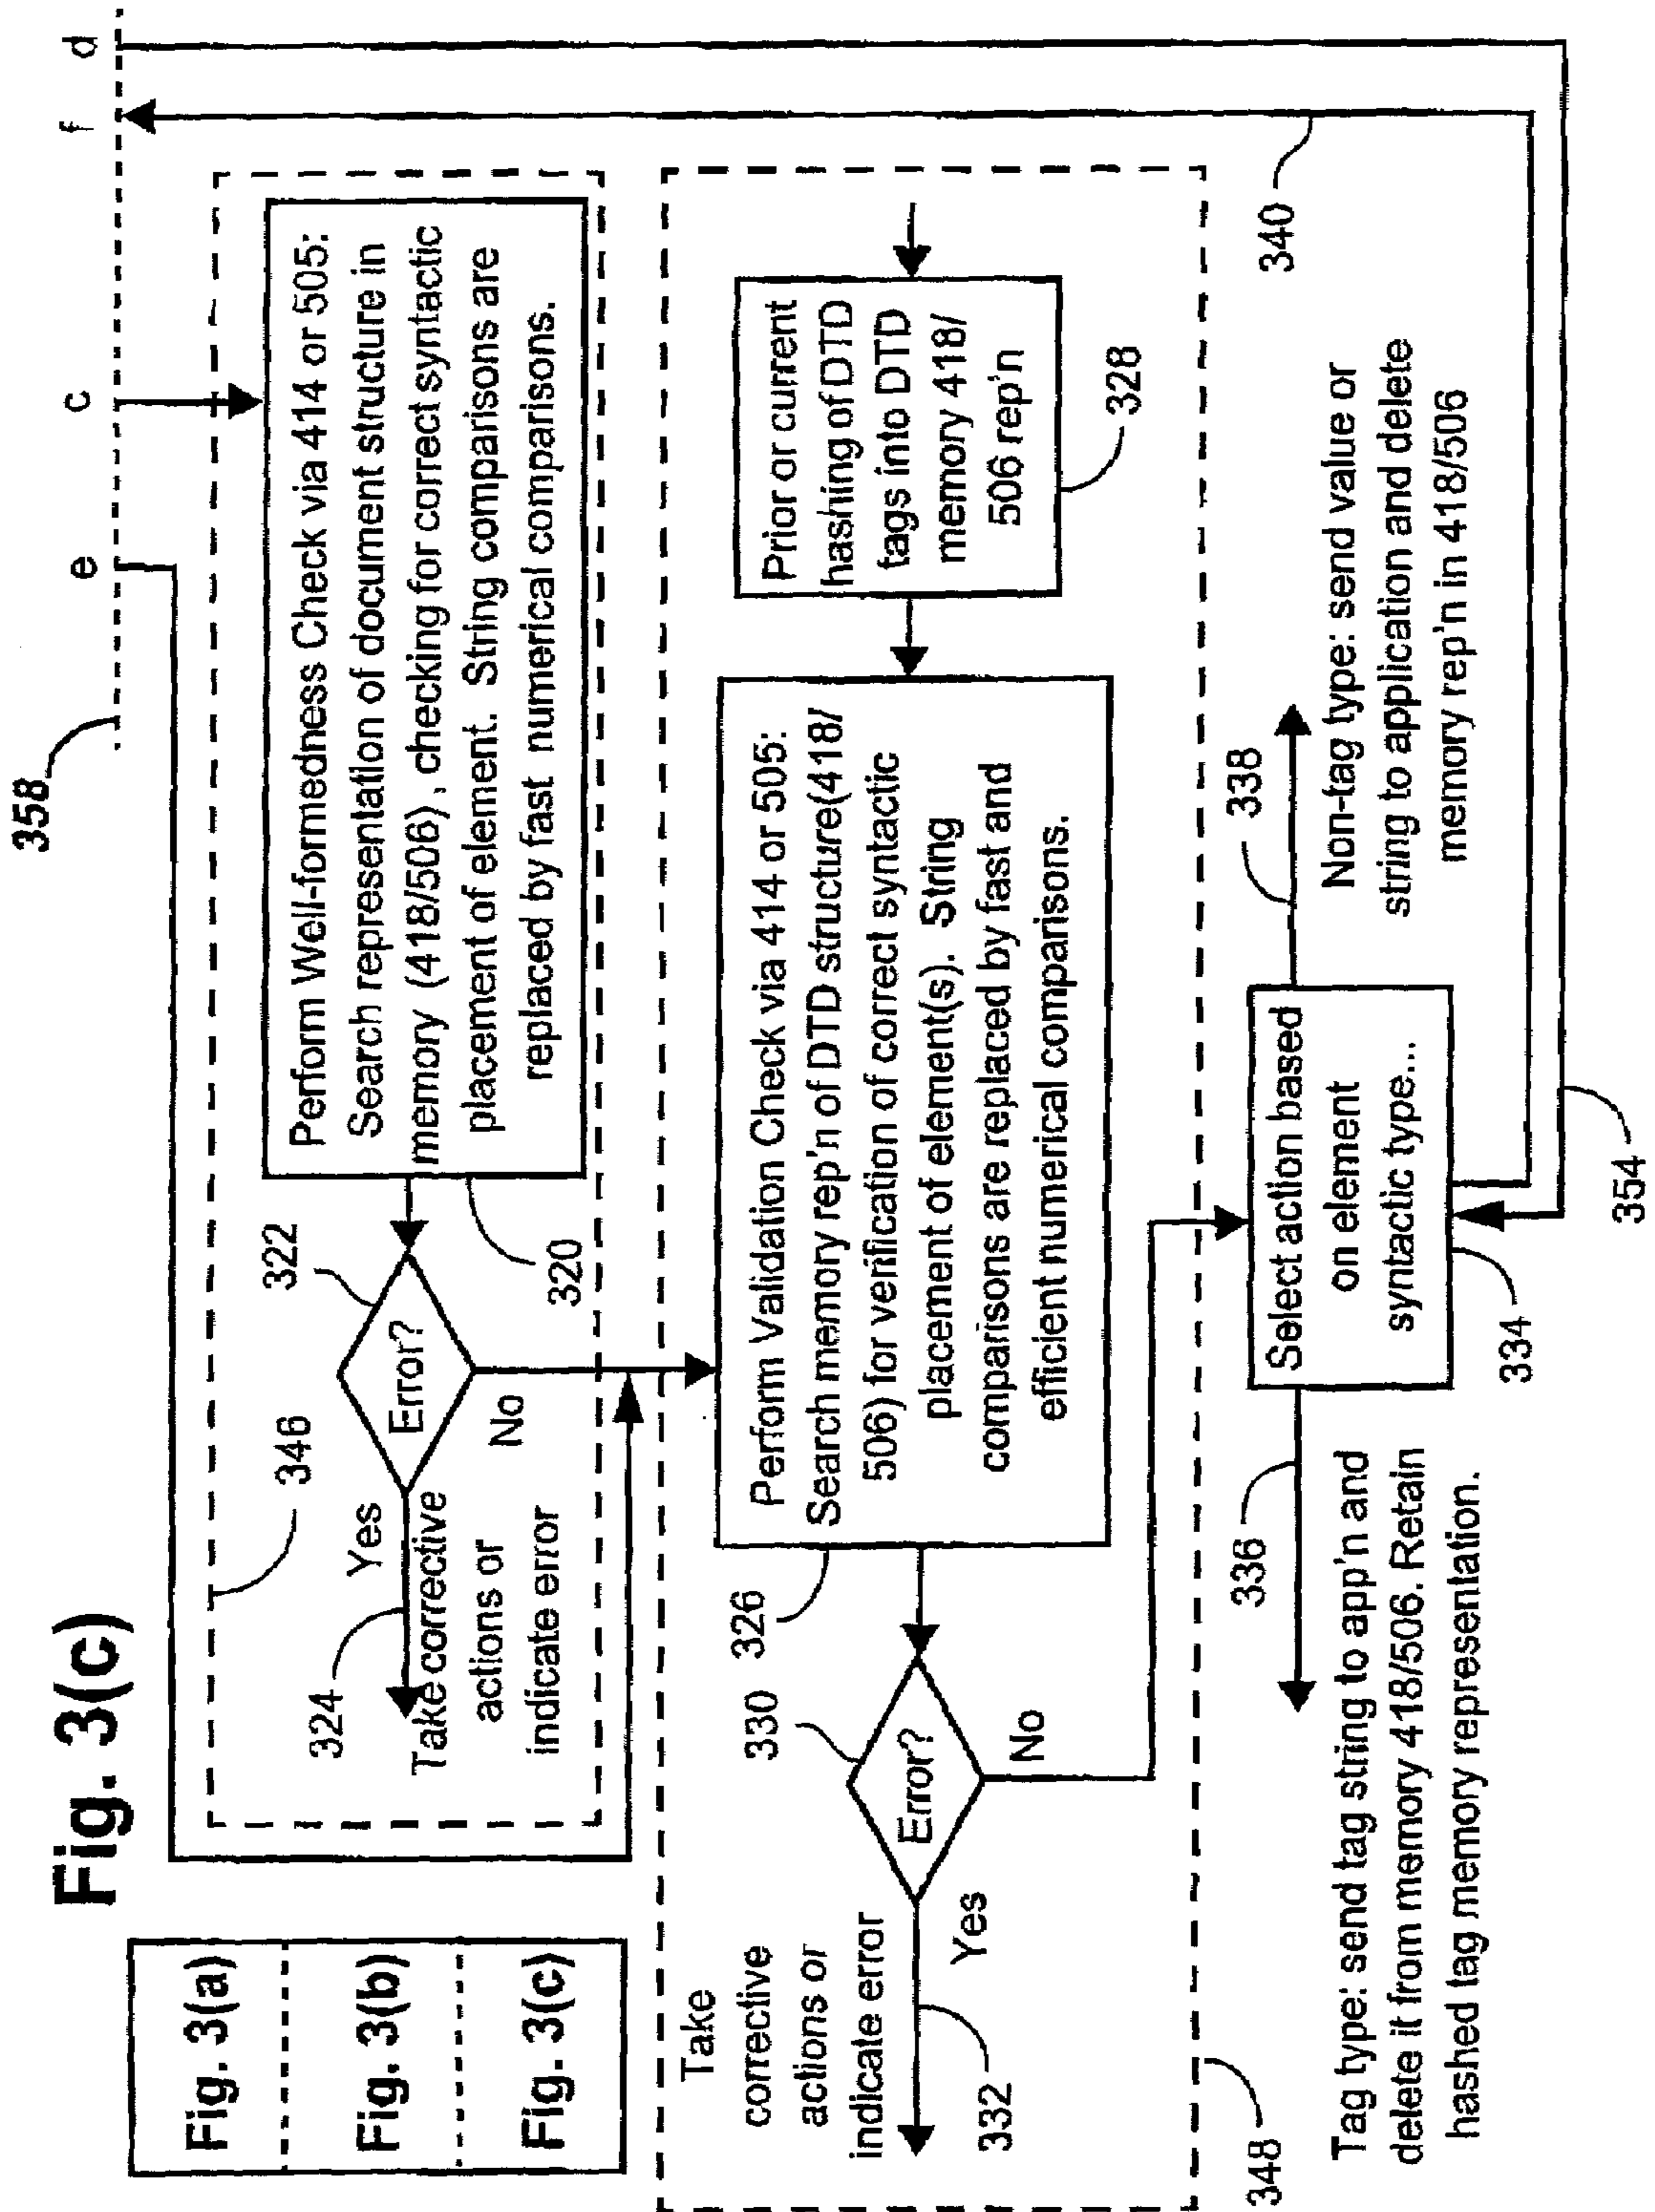 Fig. 3(c)
Fig. 3(a)
Fig. 3(b)
Fig. 3(c)
358
e
c
f
d
346
Perform Well-formedness Check via 414 or 505:
Search representation of document structure in
memory (418/506), checking for correct syntactic
placement of element. String comparisons are
replaced by fast numerical comparisons.
320
322
Error?
Yes
No
324
Take corrective
actions or
indicate error
Prior or current
hashing of DTD
tags into DTD
memory 418/
506 rep'n
328
Perform Validation Check via 414 or 505:
Search memory rep'n of DTD structure(418/
506) for verification of correct syntactic
placement of element(s). String
comparisons are replaced by fast and
efficient numerical comparisons.
326
330
Error?
No
Yes
Take
corrective
actions or
indicate error
332
348
Select action based
on element
syntactic type...
334
336
Tag type: send tag string to app'n and
delete it from memory 418/506. Retain
hashed tag memory representation.
338
Non-tag type: send value or
string to application and delete
memory rep'n in 418/506
340
354